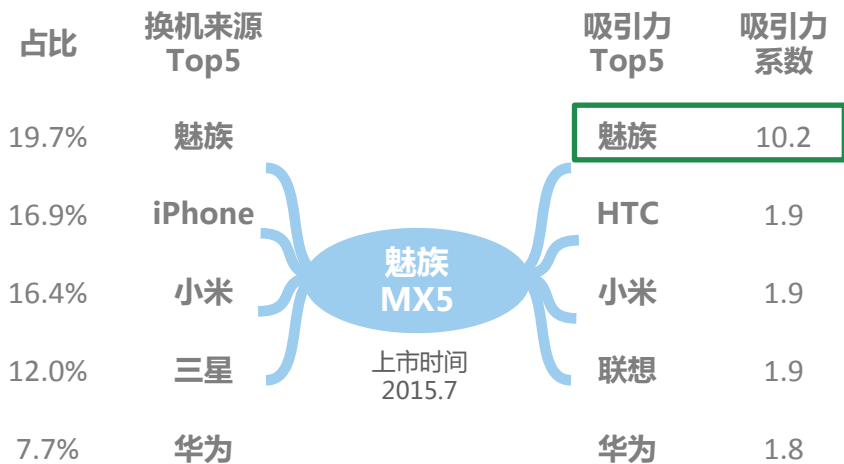 占比 换机来源 Top5 吸引力 Top5 吸引力 系数
19.7% 魅族 魅族 10.2
16.9% iPhone HTC 1.9
魅族
MX5
16.4% 小米 小米 1.9
上市时间
2015.7
12.0% 三星 联想 1.9
7.7% 华为 华为 1.8